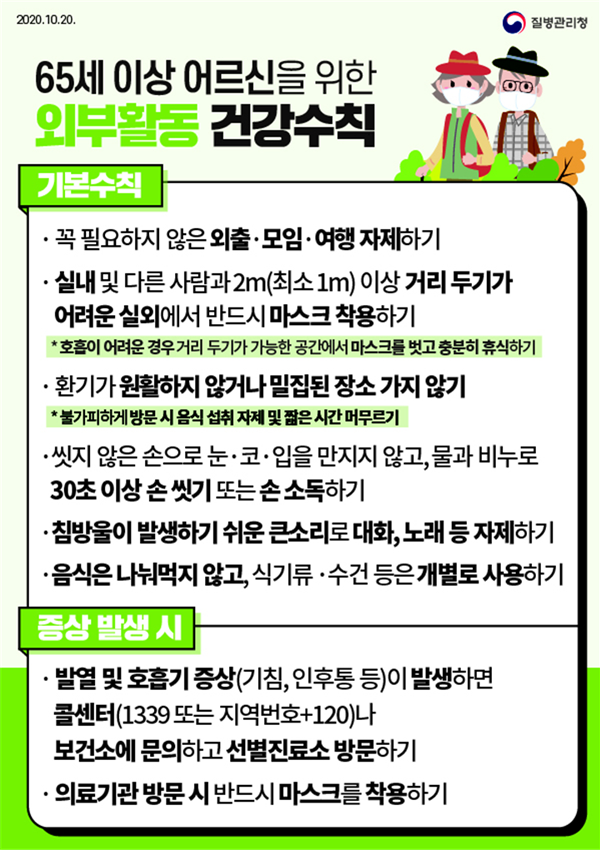 2020.10.20.
질병관리청
65세 이상 어르신을 위한
외부활동 건강수칙
기본수칙
· 꼭 필요하지 않은 외출·모임·여행 자제하기
· 실내 및 다른 사람과 2m(최소 1m) 이상 거리 두기가
어려운 실외에서 반드시 마스크 착용하기
* 호흡이 어려운 경우 거리 두기가 가능한 공간에서 마스크를 벗고 충분히 휴식하기
· 환기가 원활하지 않거나 밀집된 장소 가지 않기
* 불가피하게 방문 시 음식 섭취 자제 및 짧은 시간 머무르기
· 씻지 않은 손으로 눈·코·입을 만지지 않고, 물과 비누로
30초 이상 손 씻기 또는 손 소독하기
· 침방울이 발생하기 쉬운 큰소리로 대화, 노래 등 자제하기
· 음식은 나눠먹지 않고, 식기류 · 수건 등은 개별로 사용하기
증상 발생 시
· 발열 및 호흡기 증상(기침, 인후통 등)이 발생하면
콜센터(1339 또는 지역번호+120)나
보건소에 문의하고 선별진료소 방문하기
· 의료기관 방문 시 반드시 마스크를 착용하기